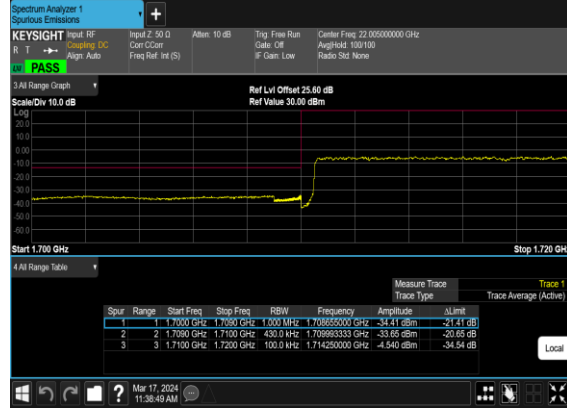 Spectrum Analyzer 1
Spurious Emissions
KEYSIGHT Input: RF
R T Coupling: DC
Align: Auto
Input Z: 50 Ω
Corr CCorr
Freq Ref: Int (S)
Atten: 10 dB
Trig: Free Run
Gate: Off
IF Gain: Low
Center Freq: 22.005000000 GHz
Avg|Hold: 100/100
Radio Std: None
PASS
3 All Range Graph
Ref Lvl Offset 25.60 dB
Scale/Div 10.0 dB
Ref Value 30.00 dBm
Log
20.0
10.0
0.00
-10.0
-20.0
-30.0
-40.0
-50.0
-60.0
Start 1.700 GHz
Stop 1.720 GH
4 All Range Table
Measure Trace Trace 1
Trace Type Trace Average (Active)
Spur Range Start Freq Stop Freq RBW Frequency Amplitude ΔLimit
1 1 1.7000 GHz 1.7090 GHz 1.000 MHz 1.708655000 GHz -34.41 dBm -21.41 dB
2 2 1.7090 GHz 1.7100 GHz 430.0 kHz 1.709993333 GHz -33.65 dBm -20.65 dB
3 3 1.7100 GHz 1.7200 GHz 100.0 kHz 1.714250000 GHz -4.540 dBm -34.54 dB
Local
?
Mar 17, 2024
11:38:49 AM